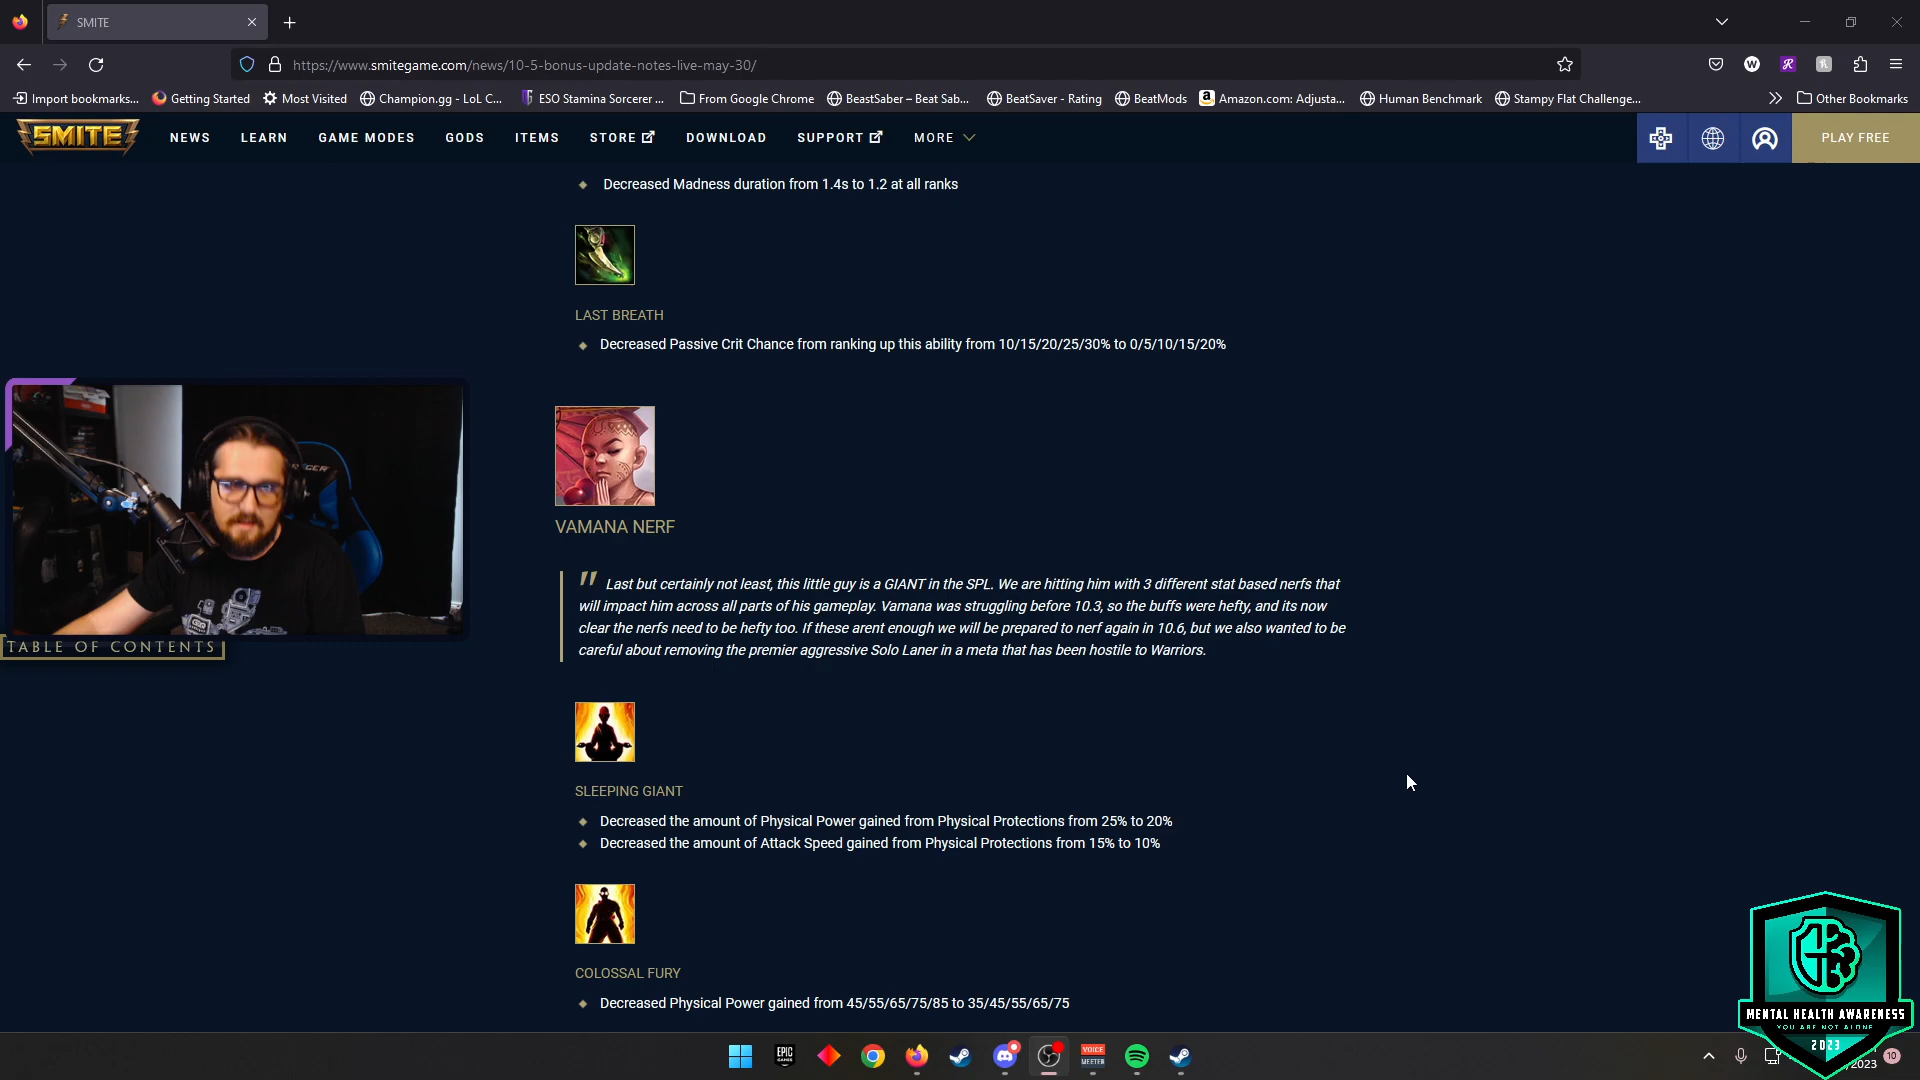 SMITE
https://www.smitegame.com/news/10-5-bonus-update-notes-live-may-30/
Import bookmarks...
Getting Started
Most Visited
Champion.gg - LoL C...
ESO Stamina Sorcerer ...
From Google Chrome
BeastSaber – Beat Sab...
BeatSaver - Rating
BeatMods
Amazon.com: Adjusta...
Human Benchmark
Stampy Flat Challenge...
Other Bookmarks
SMITE
NEWS
LEARN
GAME MODES
GODS
ITEMS
STORE
DOWNLOAD
SUPPORT
MORE
PLAY FREE
Decreased Madness duration from 1.4s to 1.2 at all ranks
LAST BREATH
Decreased Passive Crit Chance from ranking up this ability from 10/15/20/25/30% to 0/5/10/15/20%
VAMANA NERF
" Last but certainly not least, this little guy is a GIANT in the SPL. We are hitting him with 3 different stat based nerfs that
will impact him across all parts of his gameplay. Vamana was struggling before 10.3, so the buffs were hefty, and its now
clear the nerfs need to be hefty too. If these arent enough we will be prepared to nerf again in 10.6, but we also wanted to be
careful about removing the premier aggressive Solo Laner in a meta that has been hostile to Warriors.
TABLE OF CONTENTS
SLEEPING GIANT
Decreased the amount of Physical Power gained from Physical Protections from 25% to 20%
Decreased the amount of Attack Speed gained from Physical Protections from 15% to 10%
COLOSSAL FURY
Decreased Physical Power gained from 45/55/65/75/85 to 35/45/55/65/75
MENTAL HEALTH AWARENESS
YOU ARE NOT ALONE
2023
EPIC
GAMES
VOICE
MEETER
/2023
10